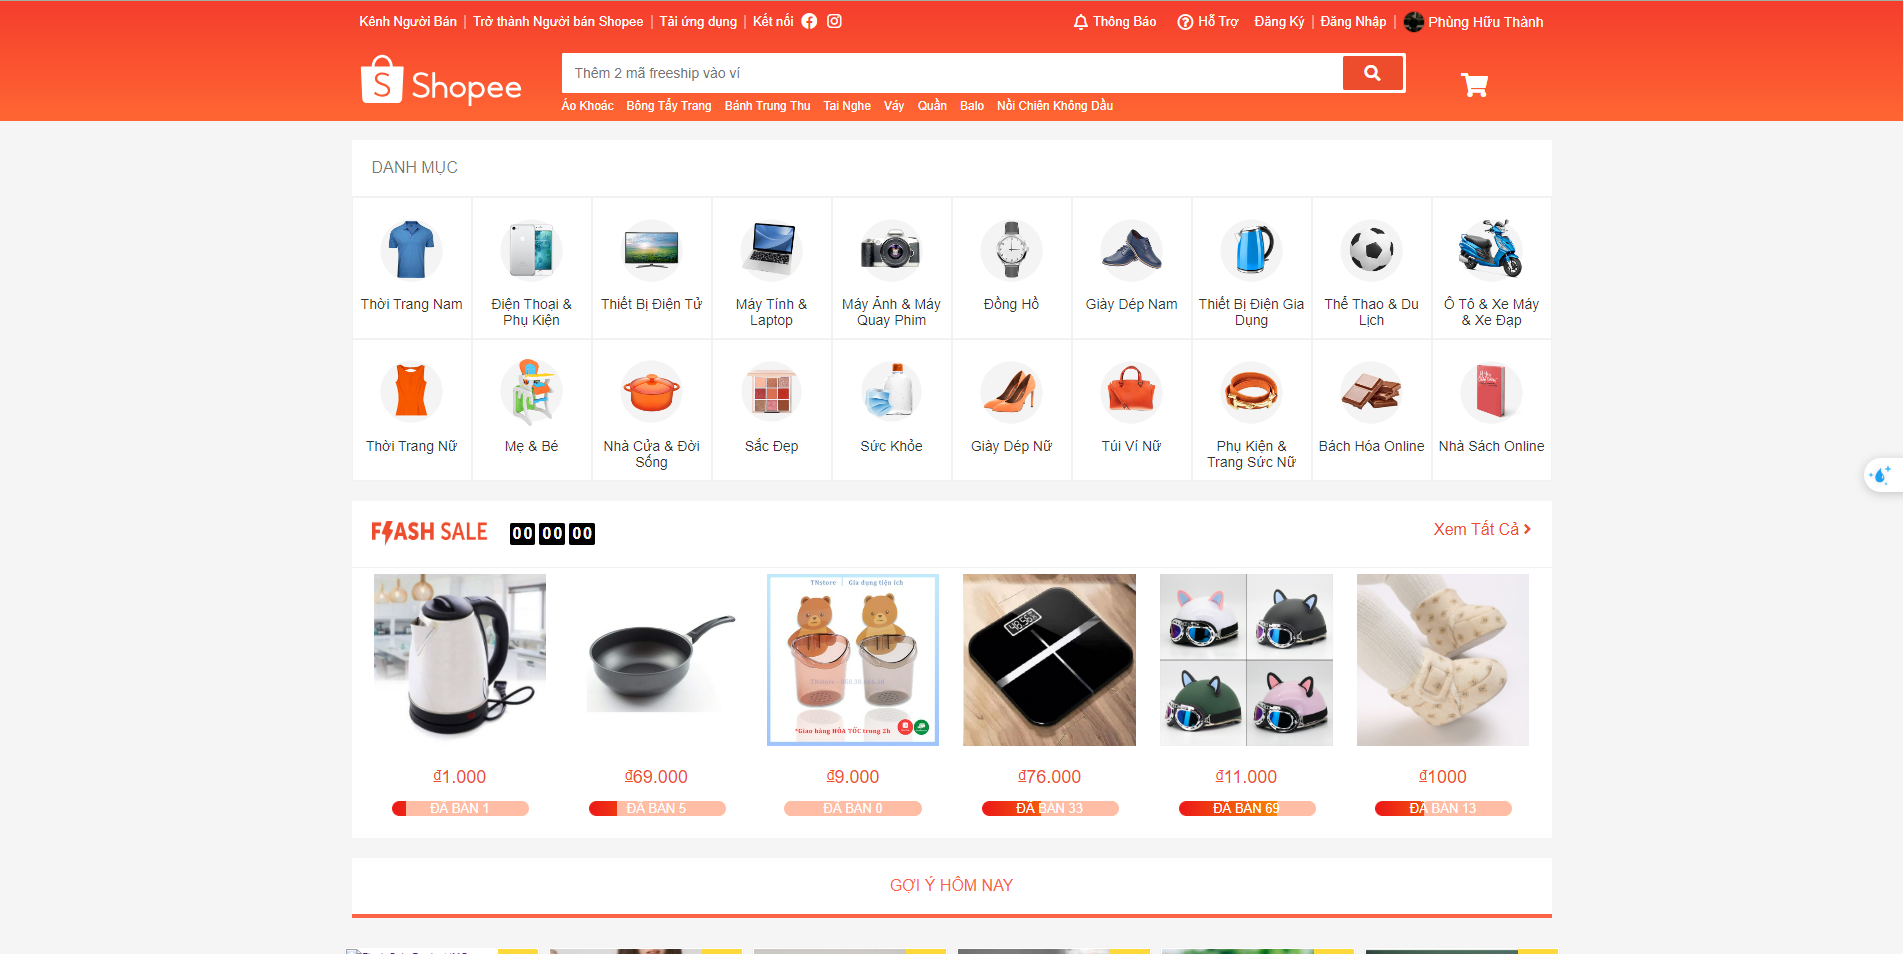 Kênh Người Bán | Trở thành Người bán Shopee | Tải ứng dụng | Kết nối
Thông Báo Hỗ Trợ Đăng Ký | Đăng Nhập | Phùng Hữu Thành
Shopee
Thêm 2 mã freeship vào ví
Áo Khoác Bông Tẩy Trang Bánh Trung Thu Tai Nghe Váy Quần Balo Nồi Chiên Không Dầu
DANH MỤC
Thời Trang Nam
Điện Thoại &
Phụ Kiện
Thiết Bị Điện Tử
Máy Tính &
Laptop
Máy Ảnh & Máy
Quay Phim
Đồng Hồ
Giày Dép Nam
Thiết Bị Điện Gia
Dụng
Thể Thao & Du
Lịch
Ô Tô & Xe Máy
& Xe Đạp
Thời Trang Nữ
Mẹ & Bé
Nhà Cửa & Đời
Sống
Sắc Đẹp
Sức Khỏe
Giày Dép Nữ
Túi Ví Nữ
Phụ Kiện &
Trang Sức Nữ
Bách Hóa Online
Nhà Sách Online
FLASH SALE 00 00 00
Xem Tất Cả
TNstore | Gia dụng tiện ích
*Giao hàng HỎA TỐC trong 2h
₫1.000
₫69.000
₫9.000
₫76.000
₫11.000
₫1000
ĐÃ BÁN 1
ĐÃ BÁN 5
ĐÃ BÁN 0
ĐÃ BÁN 33
ĐÃ BÁN 69
ĐÃ BÁN 13
GỢI Ý HÔM NAY